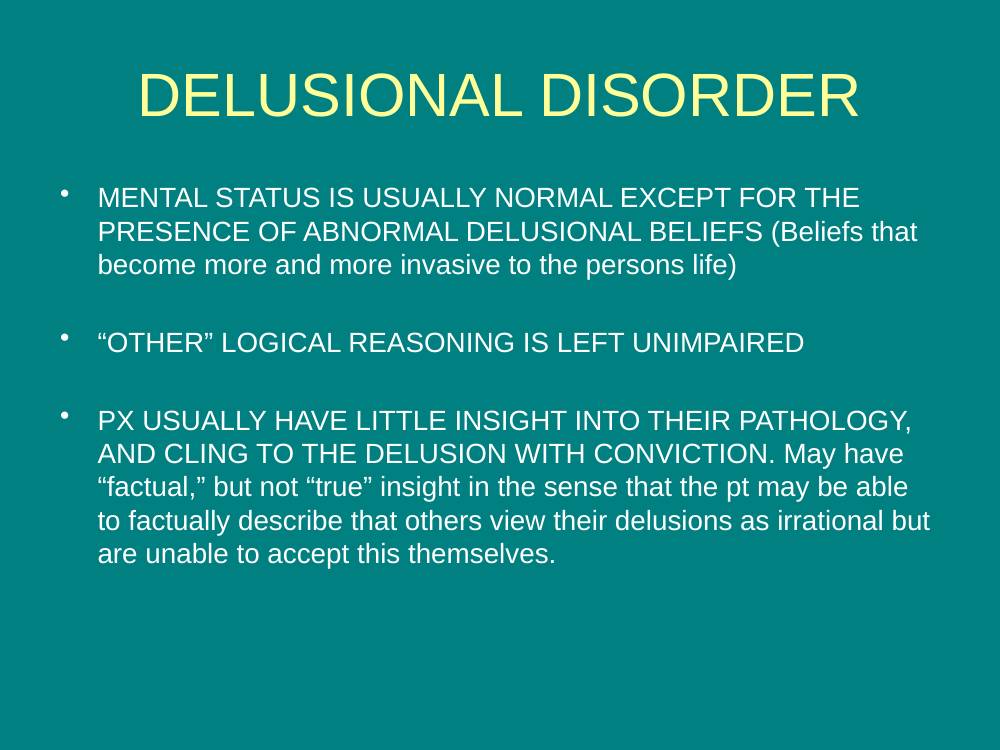 DELUSIONAL DISORDER
• MENTAL STATUS IS USUALLY NORMAL EXCEPT FOR THE
PRESENCE OF ABNORMAL DELUSIONAL BELIEFS (Beliefs that
become more and more invasive to the persons life)
• “OTHER” LOGICAL REASONING IS LEFT UNIMPAIRED
• PX USUALLY HAVE LITTLE INSIGHT INTO THEIR PATHOLOGY,
AND CLING TO THE DELUSION WITH CONVICTION. May have
“factual,” but not “true” insight in the sense that the pt may be able
to factually describe that others view their delusions as irrational but
are unable to accept this themselves.